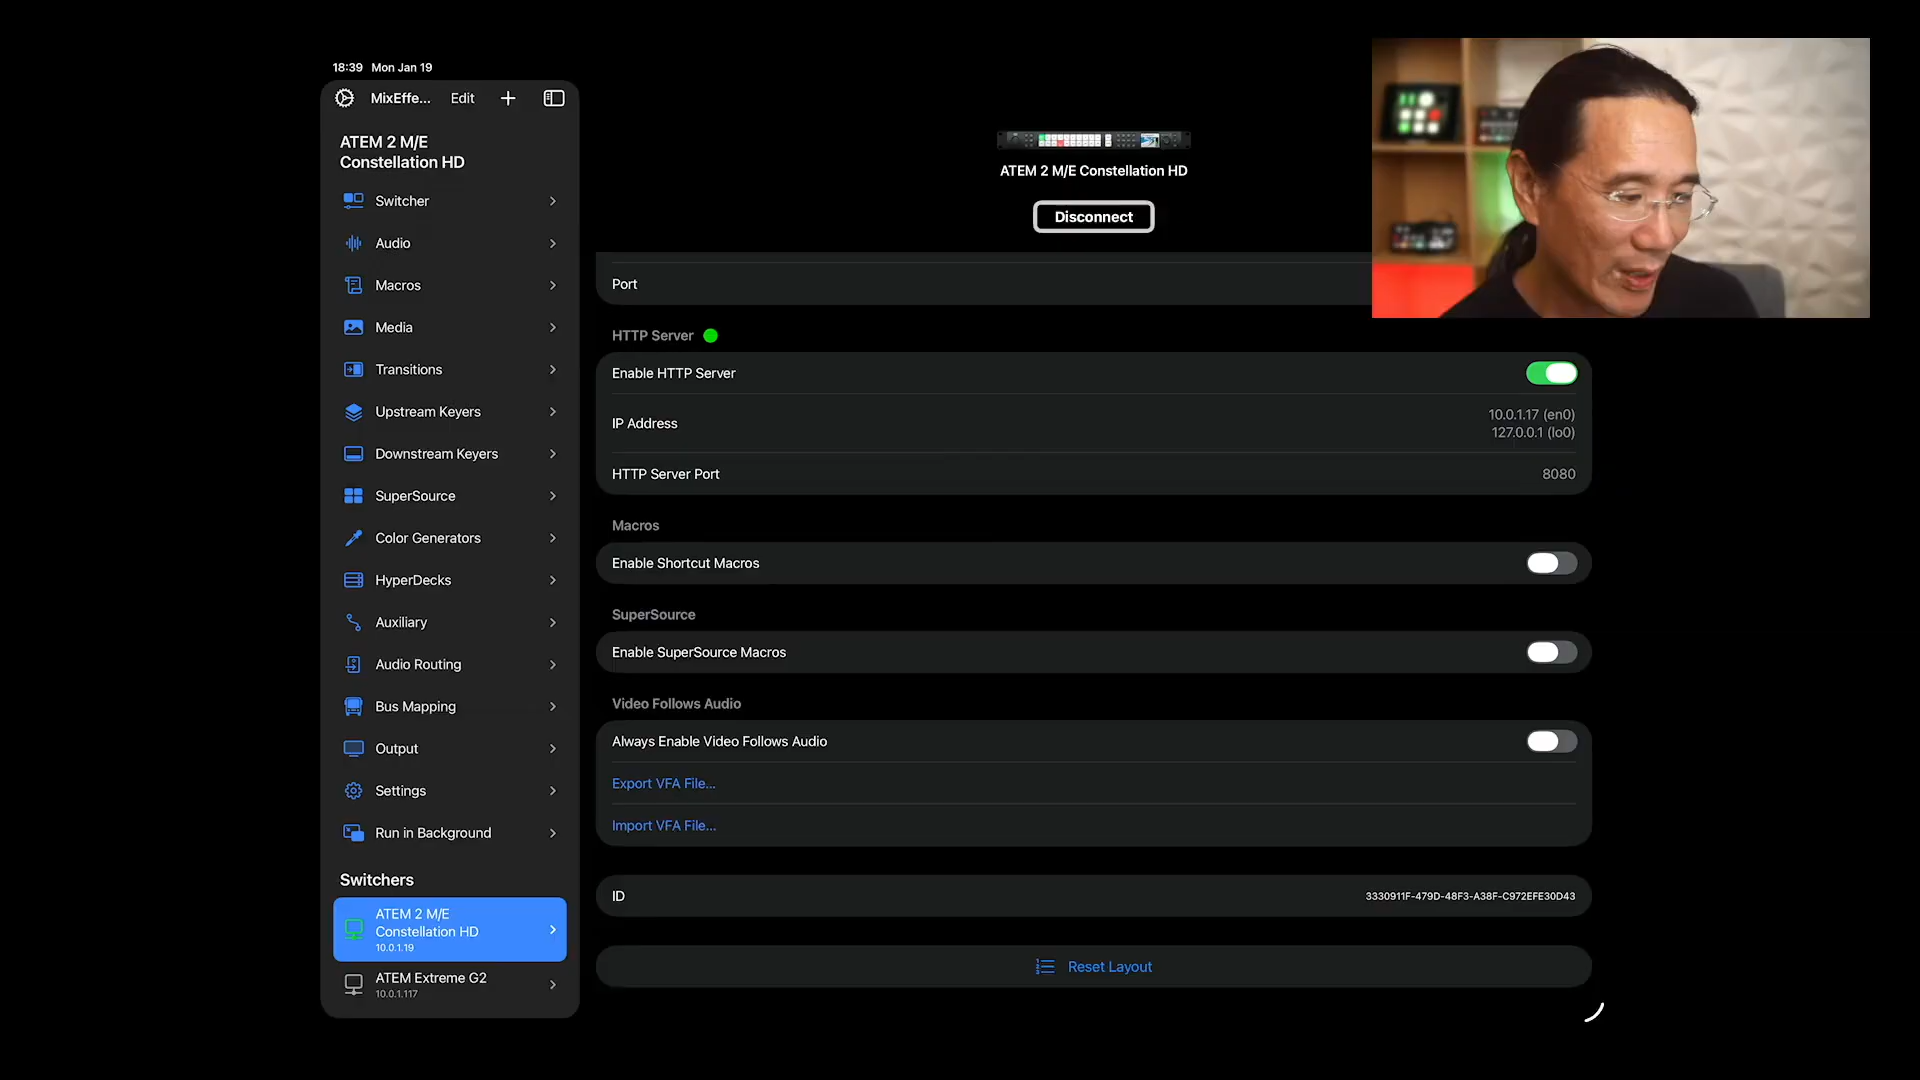 18:39 Mon Jan 19
MixEffe... Edit
ATEM 2 M/E
Constellation HD
Switcher
Audio
Macros
Media
Transitions
Upstream Keyers
Downstream Keyers
SuperSource
Color Generators
HyperDecks
Auxiliary
Audio Routing
Bus Mapping
Output
Settings
Run in Background
Switchers
ATEM 2 M/E
Constellation HD
10.0.1.19
ATEM Extreme G2
10.0.1.117
ATEM 2 M/E Constellation HD
Disconnect
Port
HTTP Server
Enable HTTP Server
IP Address
10.0.1.17 (en0)
127.0.0.1 (lo0)
HTTP Server Port 8080
Macros
Enable Shortcut Macros
SuperSource
Enable SuperSource Macros
Video Follows Audio
Always Enable Video Follows Audio
Export VFA File...
Import VFA File...
ID 3330911F-479D-48F3-A38F-C972EFE30D43
Reset Layout